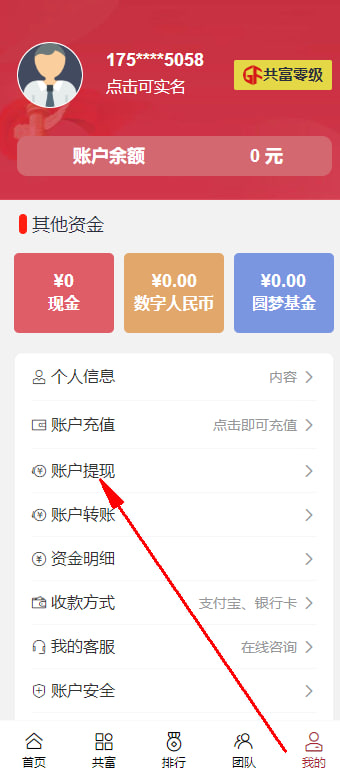 175****5058
点击可实名
共富零级
账户余额
0 元
其他资金
¥0
现金
¥0.00
数字人民币
¥0.00
圆梦基金
个人信息 内容
账户充值 点击即可充值
账户提现
账户转账
资金明细
收款方式 支付宝、银行卡
我的客服 在线咨询
账户安全
首页 共富 排行 团队 我的